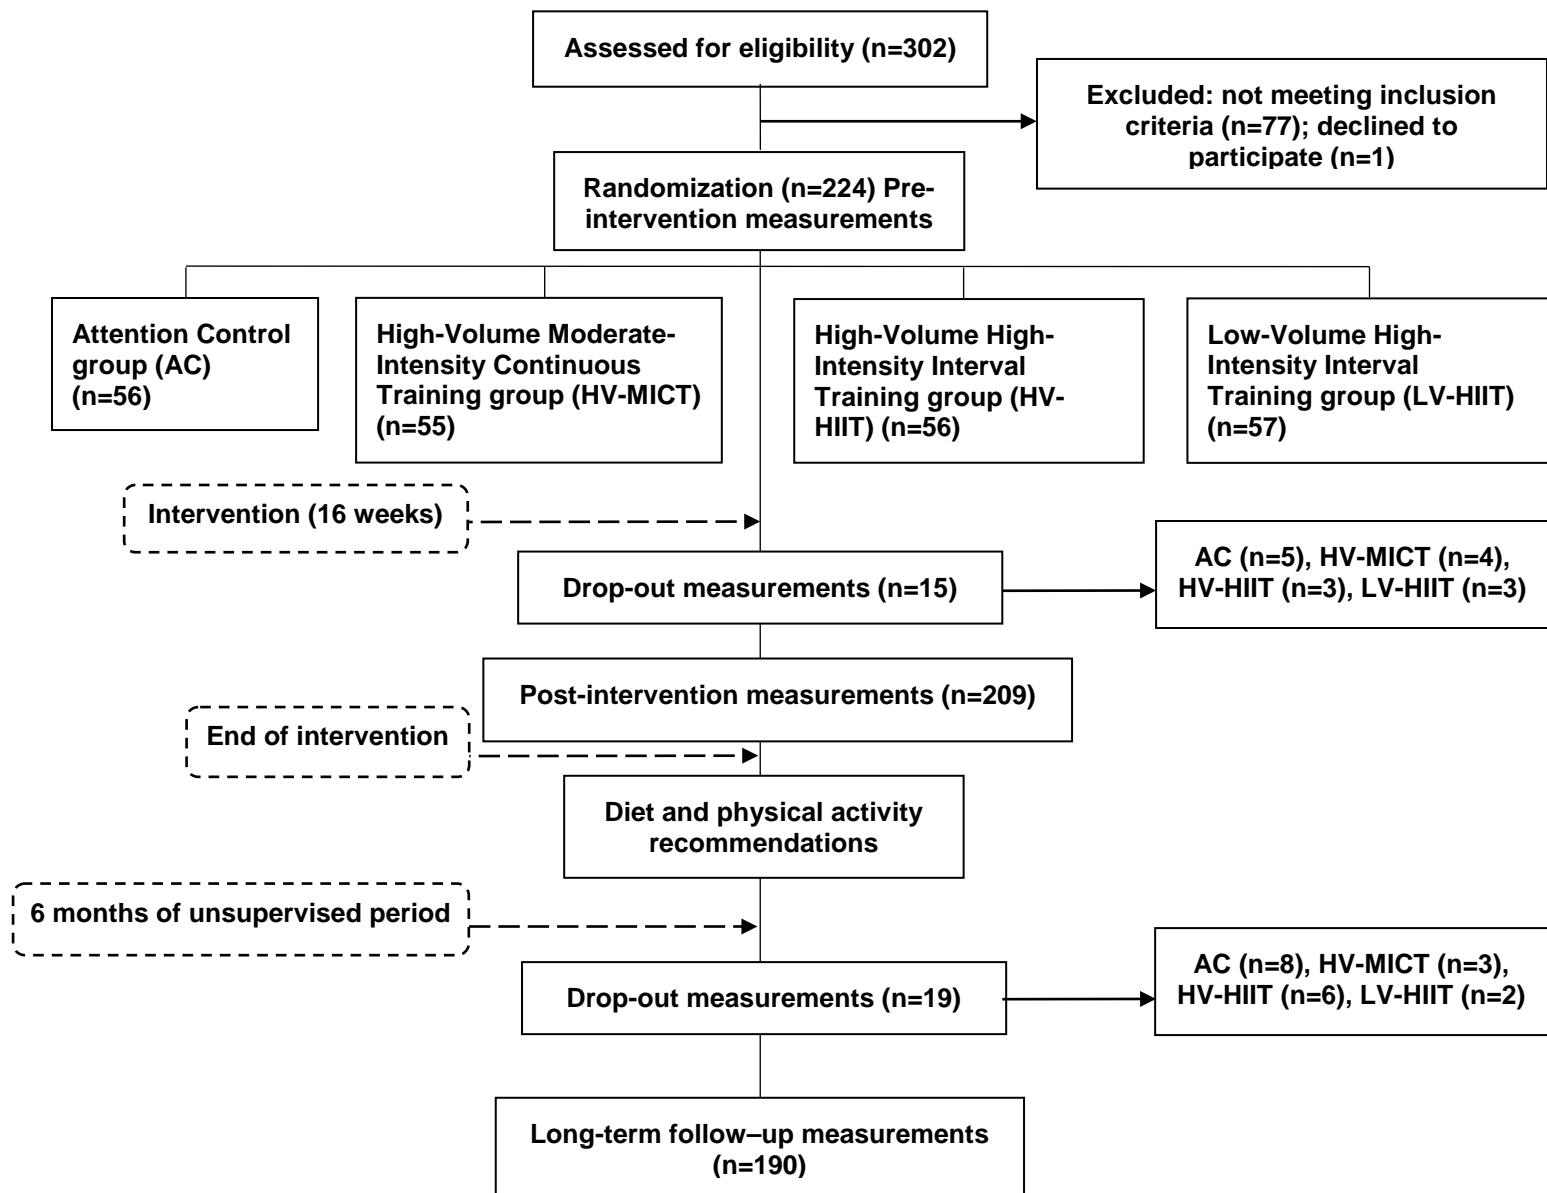 Assessed for eligibility (n=302)
Excluded: not meeting inclusion
criteria (n=77); declined to
participate (n=1)
Randomization (n=224) Pre-
intervention measurements
Attention Control
group (AC)
(n=56)
High-Volume Moderate-
Intensity Continuous
Training group (HV-MICT)
(n=55)
High-Volume High-
Intensity Interval
Training group (HV-
HIIT) (n=56)
Low-Volume High-
Intensity Interval
Training group (LV-HIIT)
(n=57)
Intervention (16 weeks)
Drop-out measurements (n=15)
AC (n=5), HV-MICT (n=4),
HV-HIIT (n=3), LV-HIIT (n=3)
Post-intervention measurements (n=209)
End of intervention
Diet and physical activity
recommendations
6 months of unsupervised period
Drop-out measurements (n=19)
AC (n=8), HV-MICT (n=3),
HV-HIIT (n=6), LV-HIIT (n=2)
Long-term follow–up measurements
(n=190)